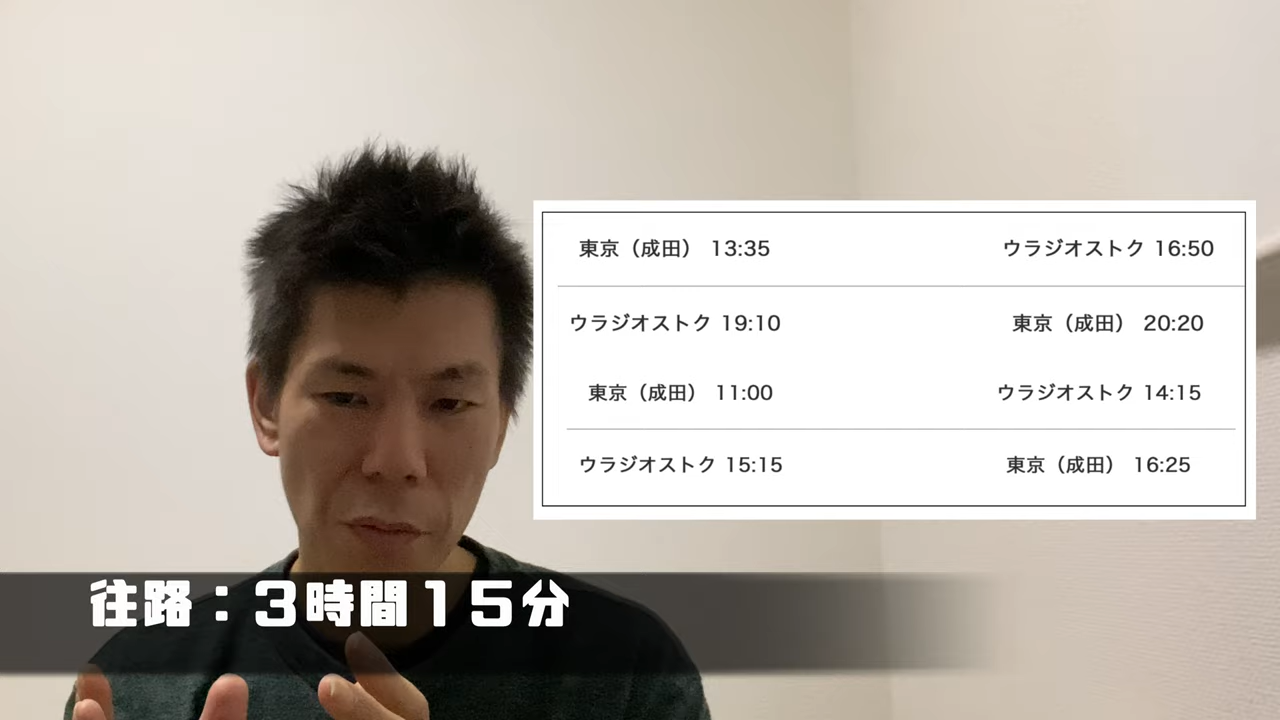 東京（成田） 13:35 ウラジオストク 16:50
ウラジオストク 19:10 東京（成田） 20:20
東京（成田） 11:00 ウラジオストク 14:15
ウラジオストク 15:15 東京（成田） 16:25
往路：３時間１５分